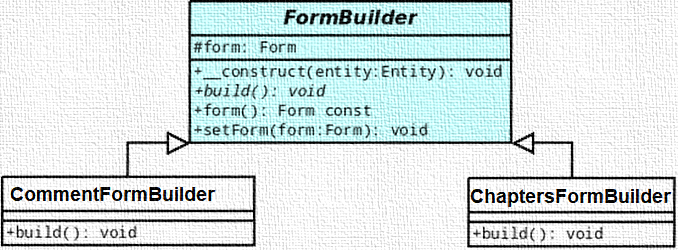 FormBuilder
#form: Form
+__construct(entity:Entity): void
+build(): void
+form(): Form const
+setForm(form:Form): void
CommentFormBuilder
+build(): void
ChaptersFormBuilder
+build(): void